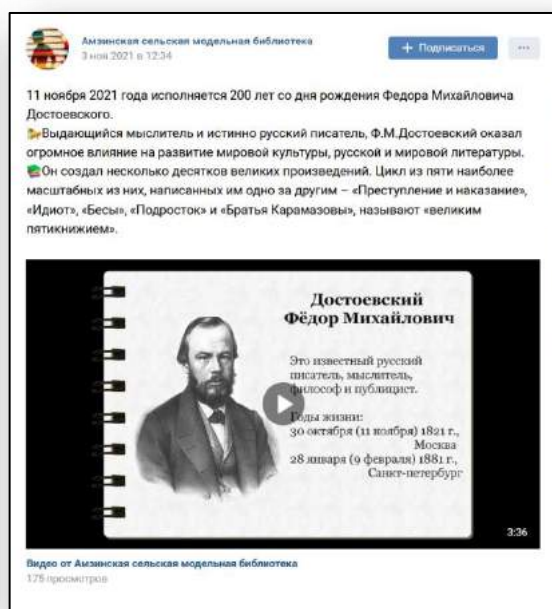 Амзинская сельская модельная библиотека
3 ноя 2021 в 12:34
+ Подписаться
11 ноября 2021 года исполняется 200 лет со дня рождения Федора Михайловича
Достоевского.
Выдающийся мыслитель и истинно русский писатель, Ф.М.Достоевский оказал
огромное влияние на развитие мировой культуры, русской и мировой литературы.
Он создал несколько десятков великих произведений. Цикл из пяти наиболее
масштабных из них, написанных им одно за другим – «Преступление и наказание»,
«Идиот», «Бесы», «Подросток» и «Братья Карамазовы», называют «великим
пятикнижием».
Достоевский
Фёдор Михайлович
Это известный русский
писатель, мыслитель,
философ и публицист.
Годы жизни:
30 октября (11 ноября) 1821 г.,
Москва
28 января (9 февраля) 1881 г.,
Санкт-петербург
3:36
Видео от Амзинская сельская модельная библиотека
175 просмотров